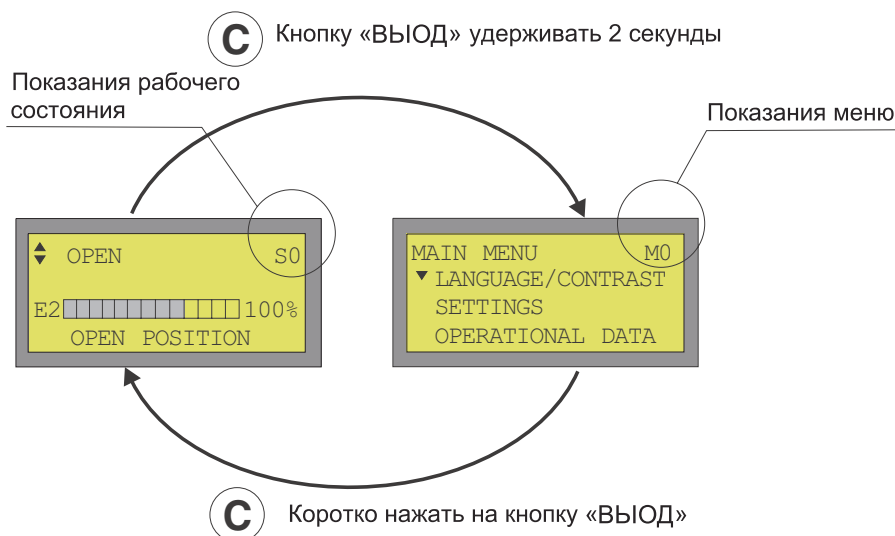 C Кнопку «ВЫОД» удерживать 2 секунды
Показания рабочего
состояния
Показания меню
OPEN S0
E2 100%
OPEN POSITION
MAIN MENU M0
LANGUAGE/CONTRAST
SETTINGS
OPERATIONAL DATA
C Коротко нажать на кнопку «ВЫОД»